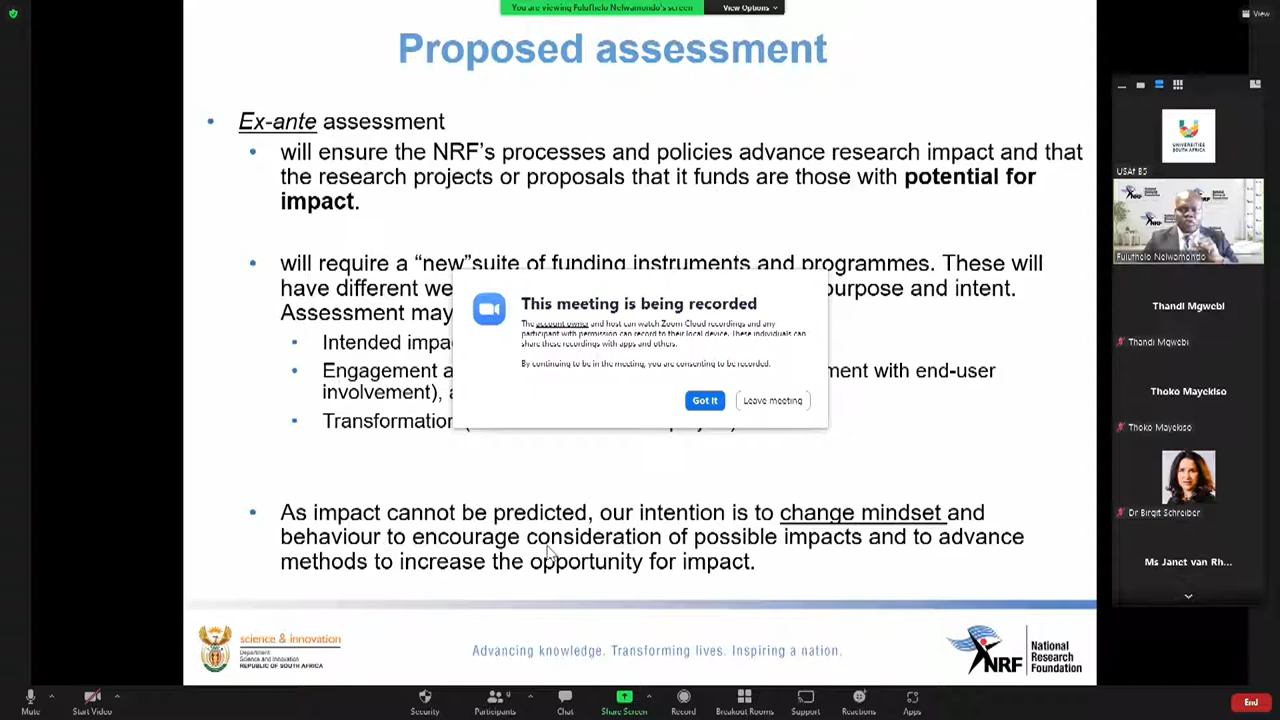 You are viewing Fulufhelo Nelwamondo's screen
View Options
View
Proposed assessment
Ex-ante assessment
will ensure the NRF's processes and policies advance research impact and that
the research projects or proposals that it funds are those with potential for
impact.
will require a “new”suite of funding instruments and programmes. These will
have different we
purpose and intent.
Assessment may
Intended impa
Engagement a
ment with end-user
involvement), a
Transformation (
This meeting is being recorded
The account owner and host can watch Zoom Cloud recordings and any
participant with permission can record to their local device. These individuals can
share these recordings with apps and others.
By continuing to be in the meeting, you are consenting to be recorded.
Got it
Leave meeting
As impact cannot be predicted, our intention is to change mindset and
behaviour to encourage consideration of possible impacts and to advance
methods to increase the opportunity for impact.
science & innovation
Department
Science and Innovation
REPUBLIC OF SOUTH AFRICA
Advancing knowledge. Transforming lives. Inspiring a nation.
NRF
National
Research
Foundation
UNIVERSITIES
SOUTH AFRICA
USAf B5
NRF
Fulufhelo Nelwamondo
Thandi Mgwebi
Thandi Mgwebi
Thoko Mayekiso
Thoko Mayekiso
Dr Birgit Schreiber
Ms Janet van Rh...
Mute
Start Video
Security
Participants
9
Chat
Share Screen
Record
Breakout Rooms
Support
Reactions
Apps
End